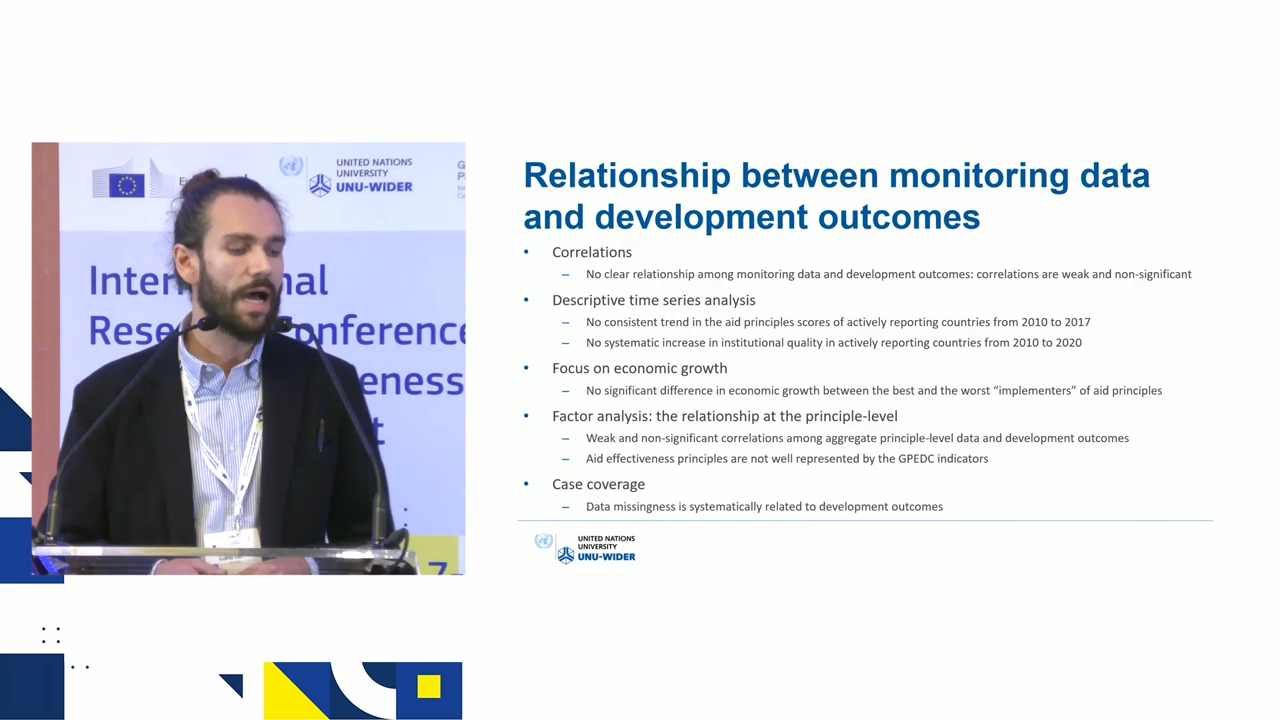 UNITED NATIONS
UNIVERSITY
UNU-WIDER
G
P
Inter nal
Rese Conference
eness
t
7
Relationship between monitoring data
and development outcomes
• Correlations
– No clear relationship among monitoring data and development outcomes: correlations are weak and non-significant
• Descriptive time series analysis
– No consistent trend in the aid principles scores of actively reporting countries from 2010 to 2017
– No systematic increase in institutional quality in actively reporting countries from 2010 to 2020
• Focus on economic growth
– No significant difference in economic growth between the best and the worst “implementers” of aid principles
• Factor analysis: the relationship at the principle-level
– Weak and non-significant correlations among aggregate principle-level data and development outcomes
– Aid effectiveness principles are not well represented by the GPEDC indicators
• Case coverage
– Data missingness is systematically related to development outcomes
UNITED NATIONS
UNIVERSITY
UNU-WIDER